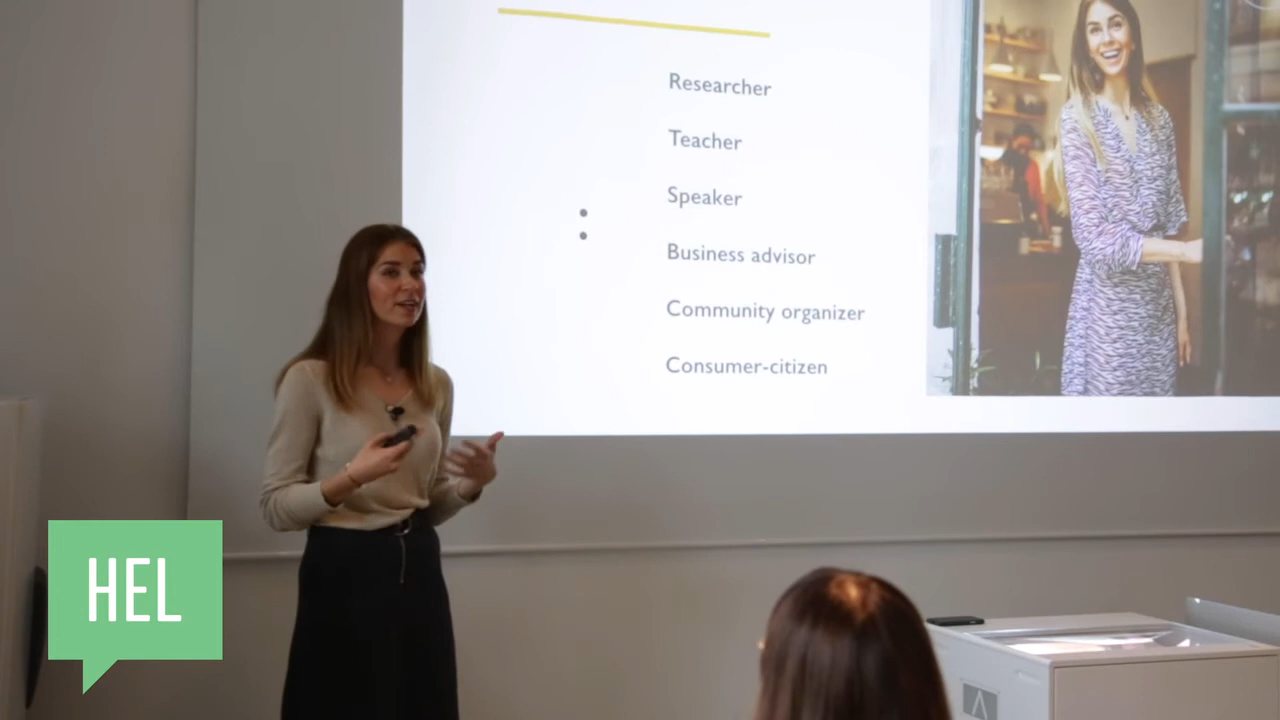 Researcher
Teacher
Speaker
:
Business advisor
Community organizer
Consumer-citizen
HEL